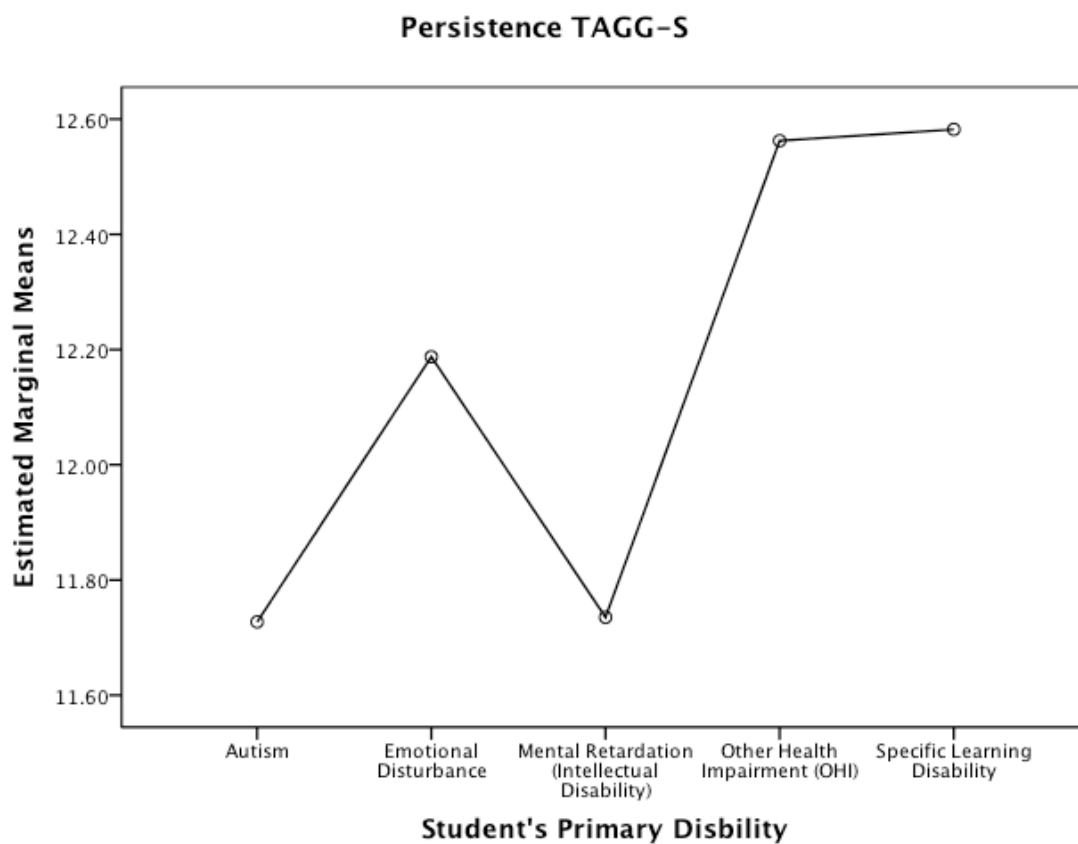 Persistence TAGG-S
Estimated Marginal Means
12.60
12.40
12.20
12.00
11.80
11.60
Autism
Emotional
Disturbance
Mental Retardation
(Intellectual
Disability)
Other Health
Impairment (OHI)
Specific Learning
Disability
Student's Primary Disbility